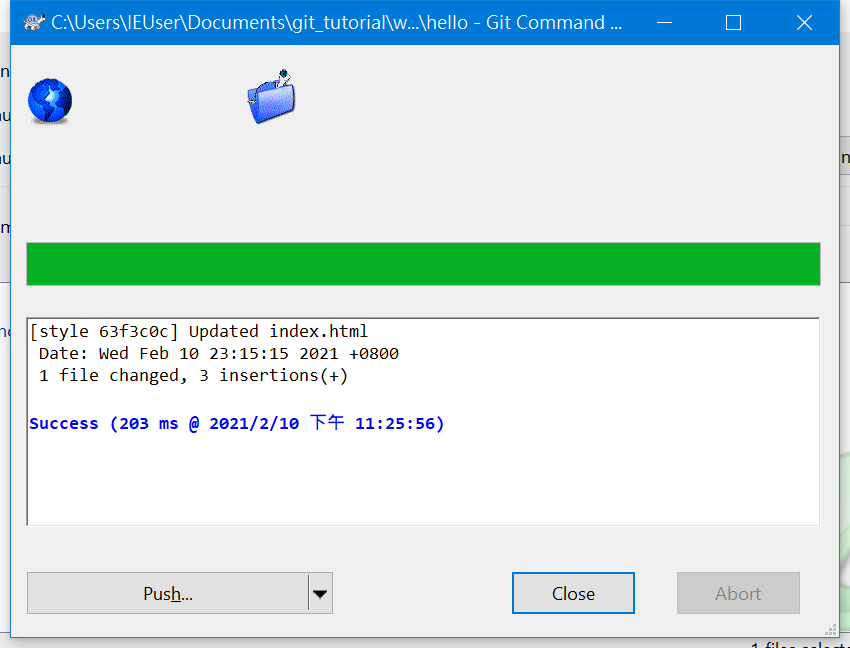 C:\Users\IEUser\Documents\git_tutorial\w...\hello - Git Command ...
[style 63f3c0c] Updated index.html
Date: Wed Feb 10 23:15:15 2021 +0800
1 file changed, 3 insertions(+)
Success (203 ms @ 2021/2/10 下午 11:25:56)
Push...
Close
Abort